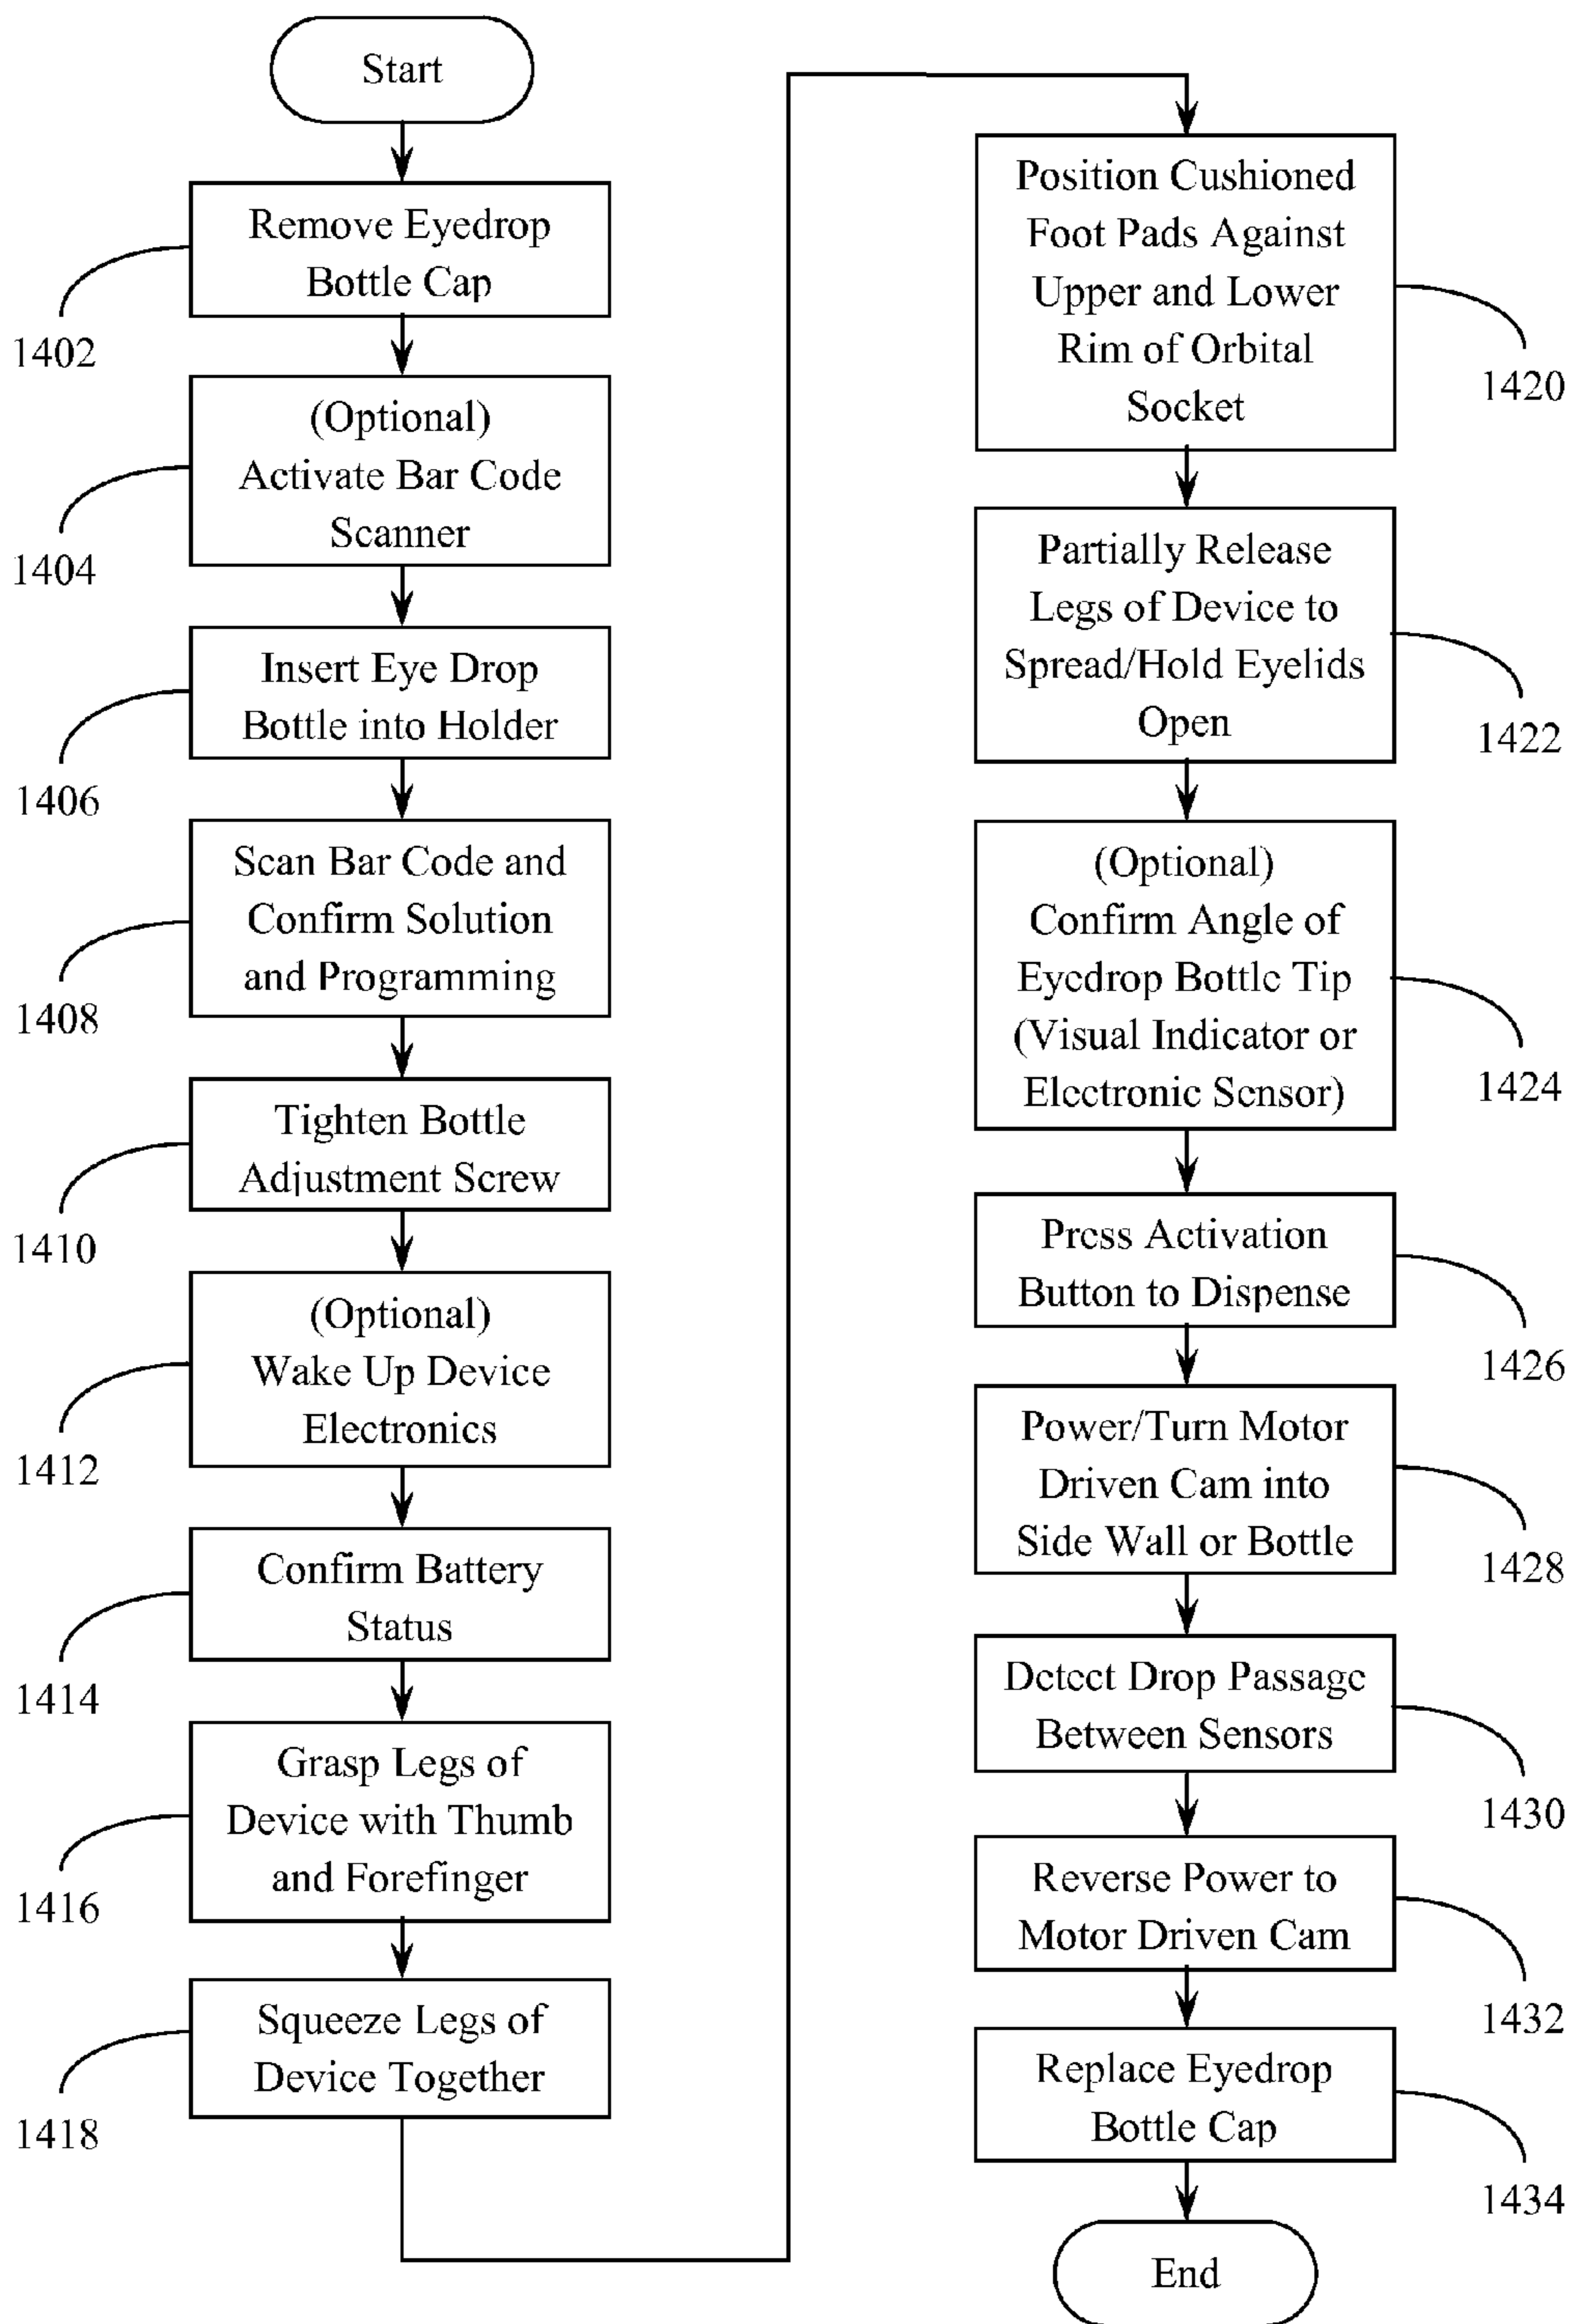 Start
Remove Eyedrop
Bottle Cap
1402
(Optional)
Activate Bar Code
Scanner
1404
Insert Eye Drop
Bottle into Holder
1406
Scan Bar Code and
Confirm Solution
and Programming
1408
Tighten Bottle
Adjustment Screw
1410
(Optional)
Wake Up Device
Electronics
1412
Confirm Battery
Status
1414
Grasp Legs of
Device with Thumb
and Forefinger
1416
Squeeze Legs of
Device Together
1418
Position Cushioned
Foot Pads Against
Upper and Lower
Rim of Orbital
Socket
1420
Partially Release
Legs of Device to
Spread/Hold Eyelids
Open
1422
(Optional)
Confirm Angle of
Eyedrop Bottle Tip
(Visual Indicator or
Electronic Sensor)
1424
Press Activation
Button to Dispense
1426
Power/Turn Motor
Driven Cam into
Side Wall or Bottle
1428
Detect Drop Passage
Between Sensors
1430
Reverse Power to
Motor Driven Cam
1432
Replace Eyedrop
Bottle Cap
1434
End